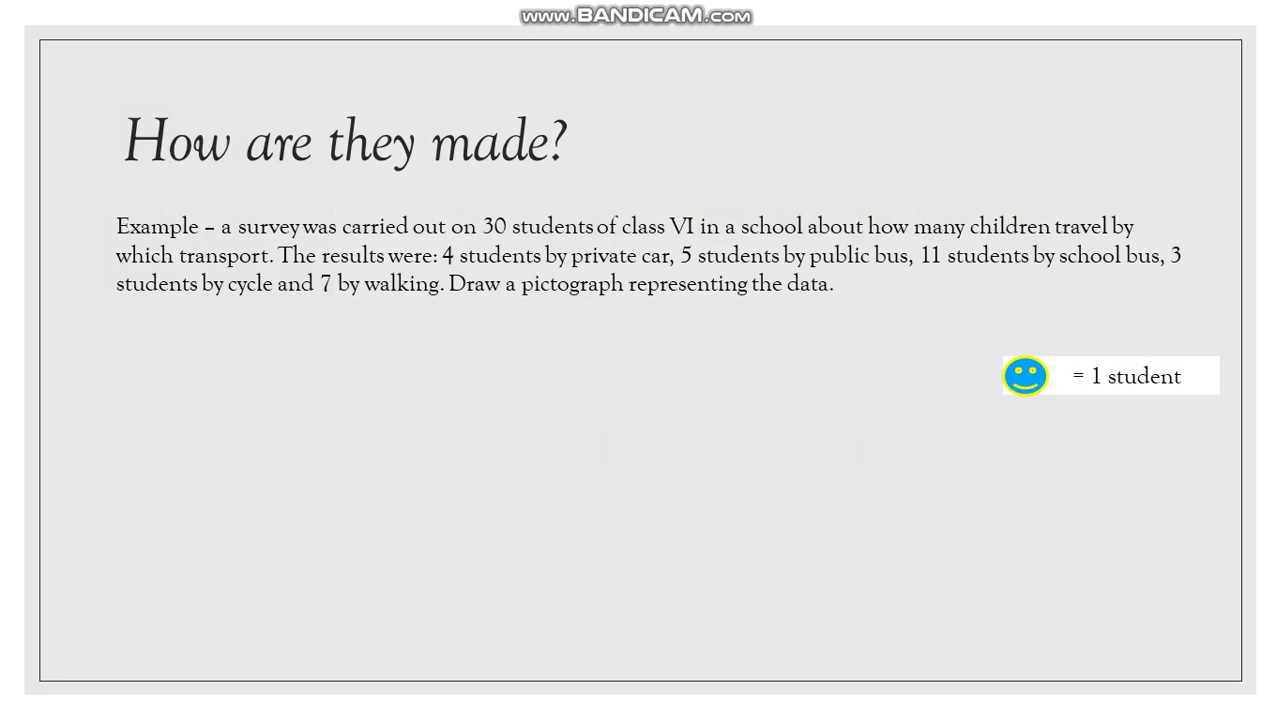 www.BANDICAM.com
How are they made?
Example – a survey was carried out on 30 students of class VI in a school about how many children travel by
which transport. The results were: 4 students by private car, 5 students by public bus, 11 students by school bus, 3
students by cycle and 7 by walking. Draw a pictograph representing the data.
= 1 student